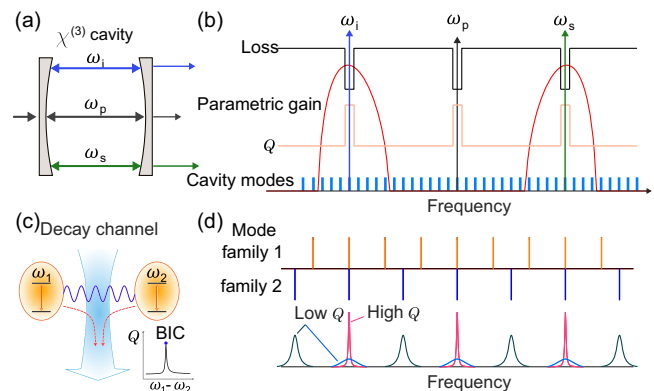 (a)
χ(3) cavity
ωi
ωp
ωs
(b)
ωi
ωp
ωs
Loss
Parametric gain
Q
Cavity modes
Frequency
(c)
Decay channel
ω1
ω2
Q
BIC
ω1- ω2
(d)
Mode
family 1
family 2
Low Q
High Q
Frequency